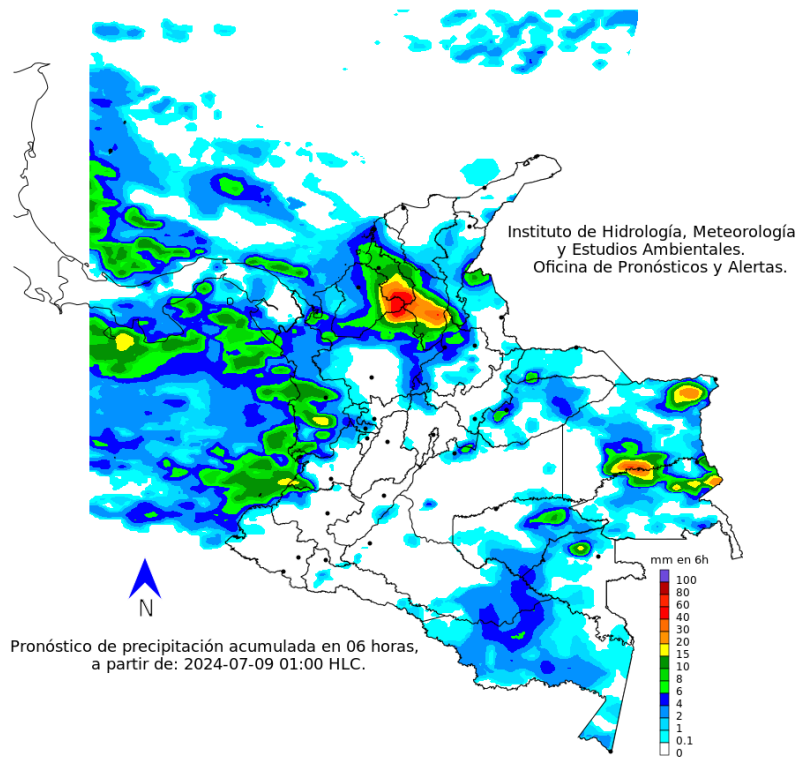 Instituto de Hidrología, Meteorología
y Estudios Ambientales.
Oficina de Pronósticos y Alertas.
mm en 6h
100
80
60
40
30
20
15
10
8
6
4
2
1
0.1
0
N
Pronóstico de precipitación acumulada en 06 horas,
a partir de: 2024-07-09 01:00 HLC.